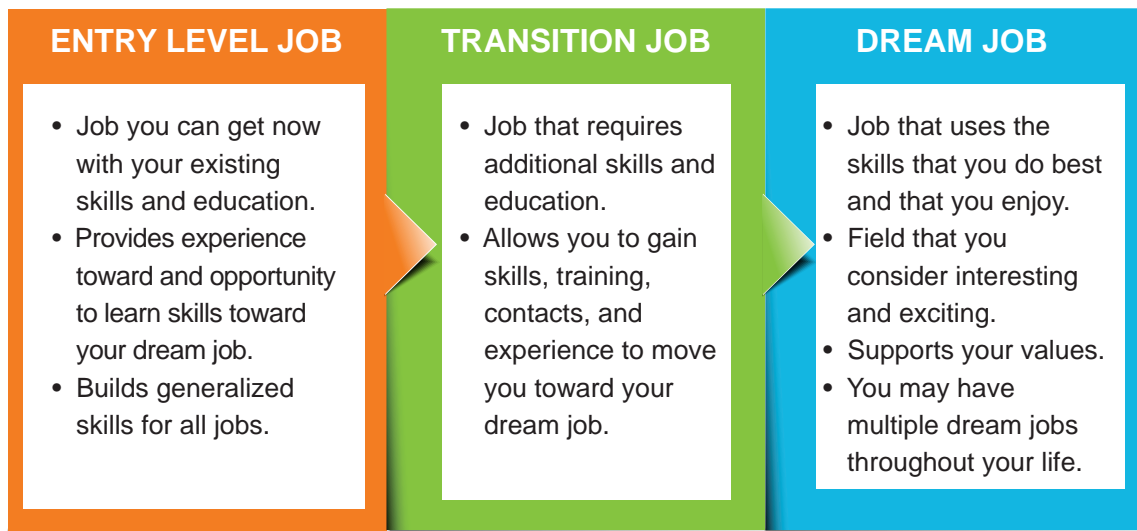 ENTRY LEVEL JOB
• Job you can get now
with your existing
skills and education.
• Provides experience
toward and opportunity
to learn skills toward
your dream job.
• Builds generalized
skills for all jobs.
TRANSITION JOB
• Job that requires
additional skills and
education.
• Allows you to gain
skills, training,
contacts, and
experience to move
you toward your
dream job.
DREAM JOB
• Job that uses the
skills that you do best
and that you enjoy.
• Field that you
consider interesting
and exciting.
• Supports your values.
• You may have
multiple dream jobs
throughout your life.